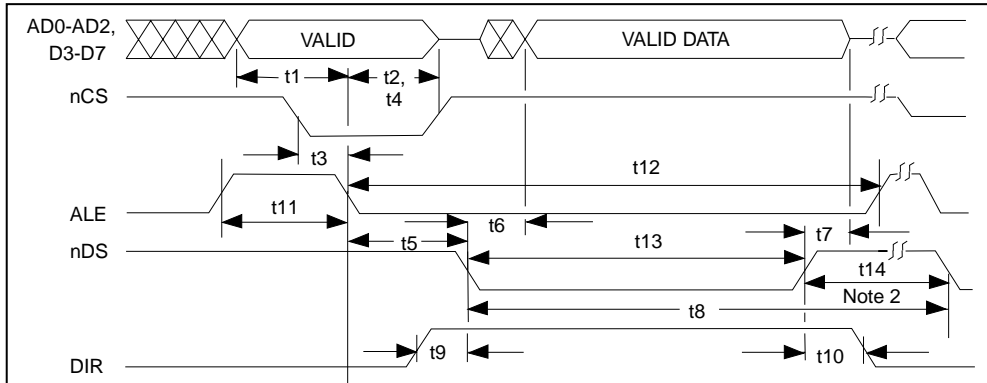 AD0-AD2,
D3-D7
VALID
VALID DATA
t1
t2,
t4
nCS
t3
t12
ALE
t11
t6
t7
t5
t13
nDS
t14
Note 2
t8
t9
t10
DIR